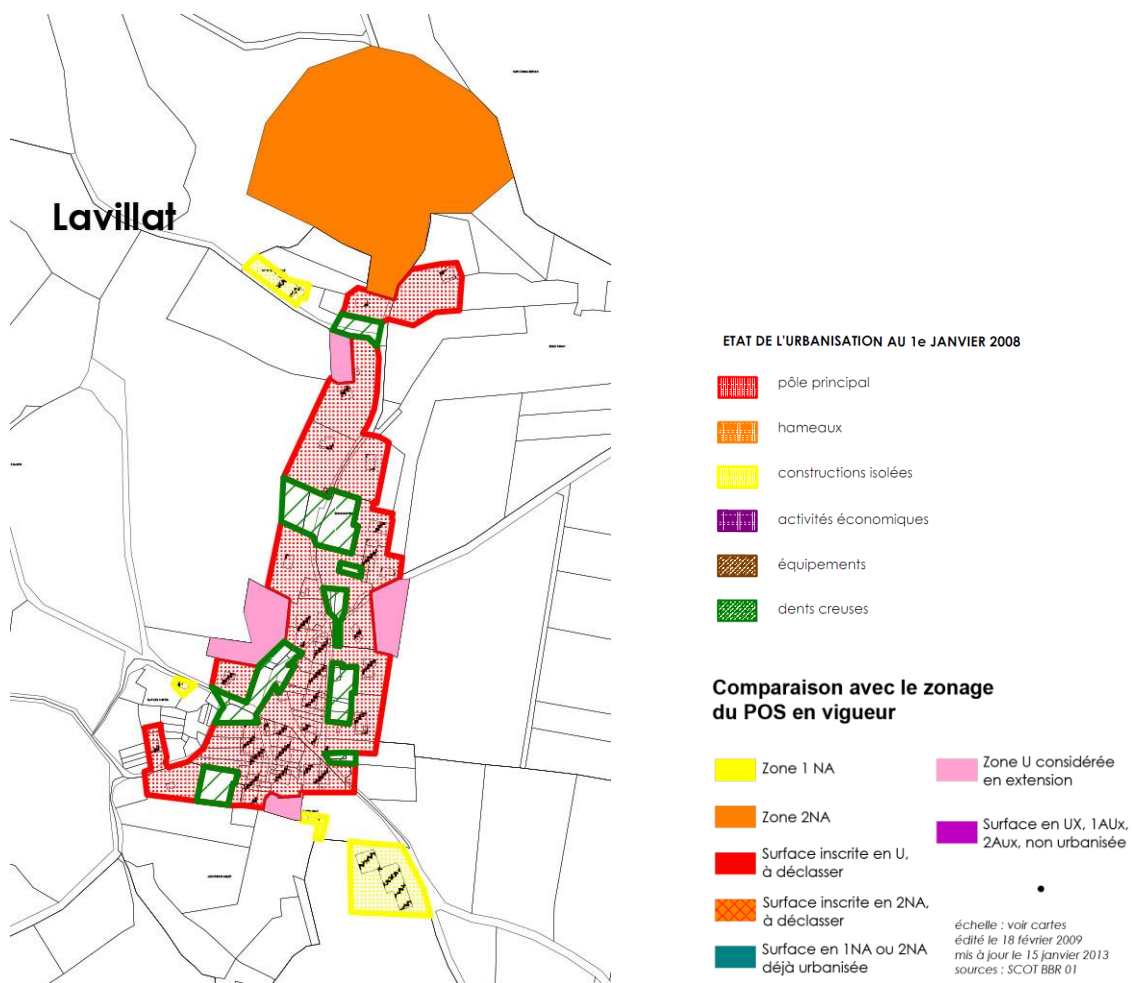 Lavillat
ETAT DE L'URBANISATION AU 1e JANVIER 2008
pôle principal
hameaux
constructions isolées
activités économiques
équipements
dents creuses
Comparaison avec le zonage
du POS en vigueur
Zone 1 NA
Zone 2NA
Surface inscrite en U,
à déclasser
Surface inscrite en 2NA,
à déclasser
Surface en 1NA ou 2NA
déjà urbanisée
Zone U considérée
en extension
Surface en UX, 1AUx,
2Aux, non urbanisée
échelle : voir cartes
édité le 18 février 2009
mis à jour le 15 janvier 2013
sources : SCOT BBR 01